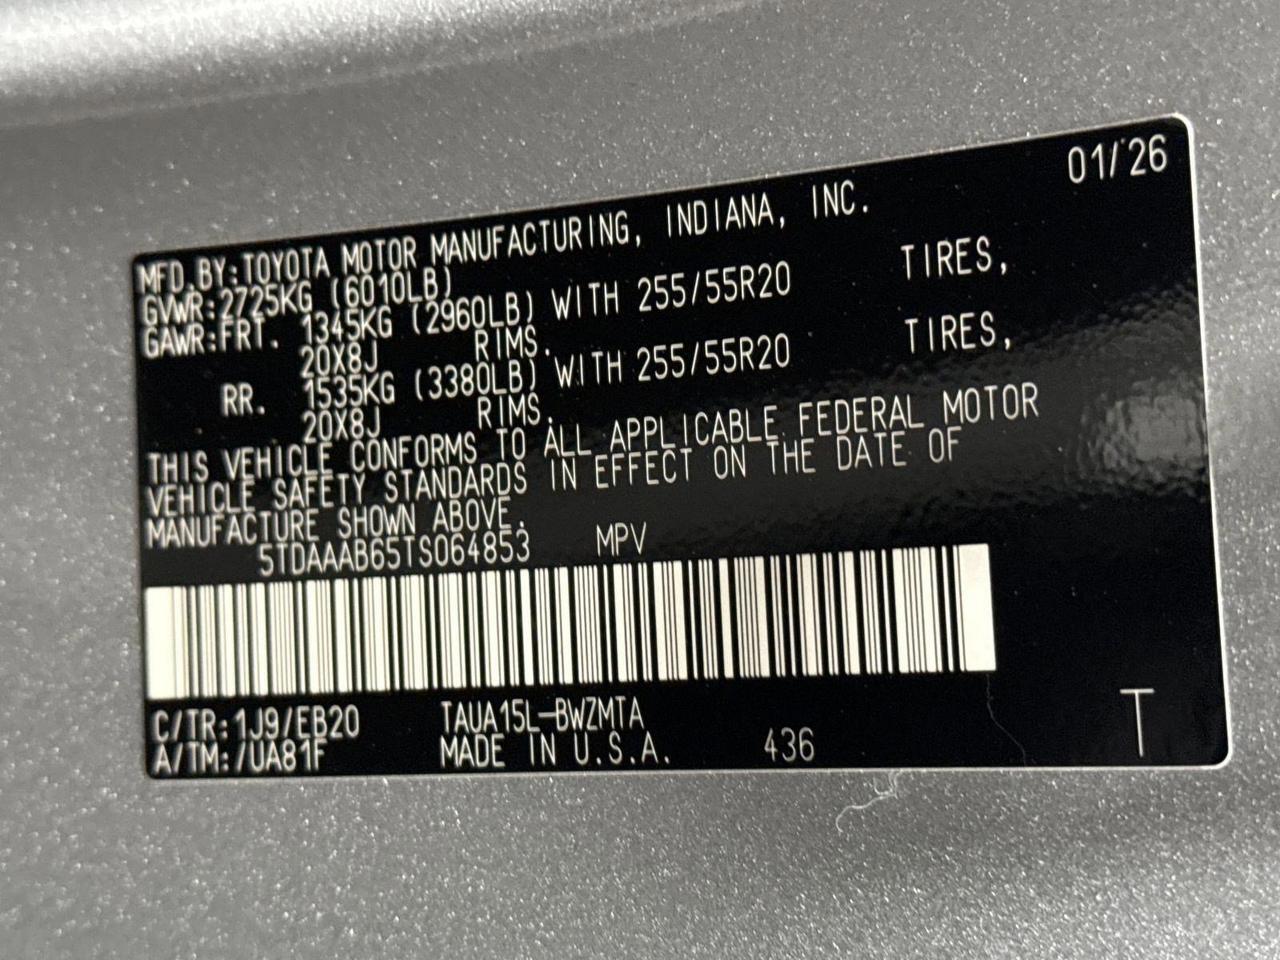 01/'26
MFD.BY:TOYOTA MOTOR MANUFACTURING, INDIANA, INC.
GVWR:2725KG (6010LB)
GAWR:FRT. 1345KG (2960LB) WITH 255/55R20 TIRES,
20X8J RIMS.
RR. 1535KG (3380LB) WITH 255/55R20 TIRES,
20X8J RIMS.
THIS VEHICLE CONFORMS TO ALL APPLICABLE FEDERAL MOTOR
VEHICLE SAFETY STANDARDS IN EFFECT ON THE DATE OF
MANUFACTURE SHOWN ABOVE.
5TDAAAB65TS064853 MPV
C/TR:1J9/EB20 TAUA15L-BWZMTA
A/TM:/UA81F MADE IN U.S.A. 436
T